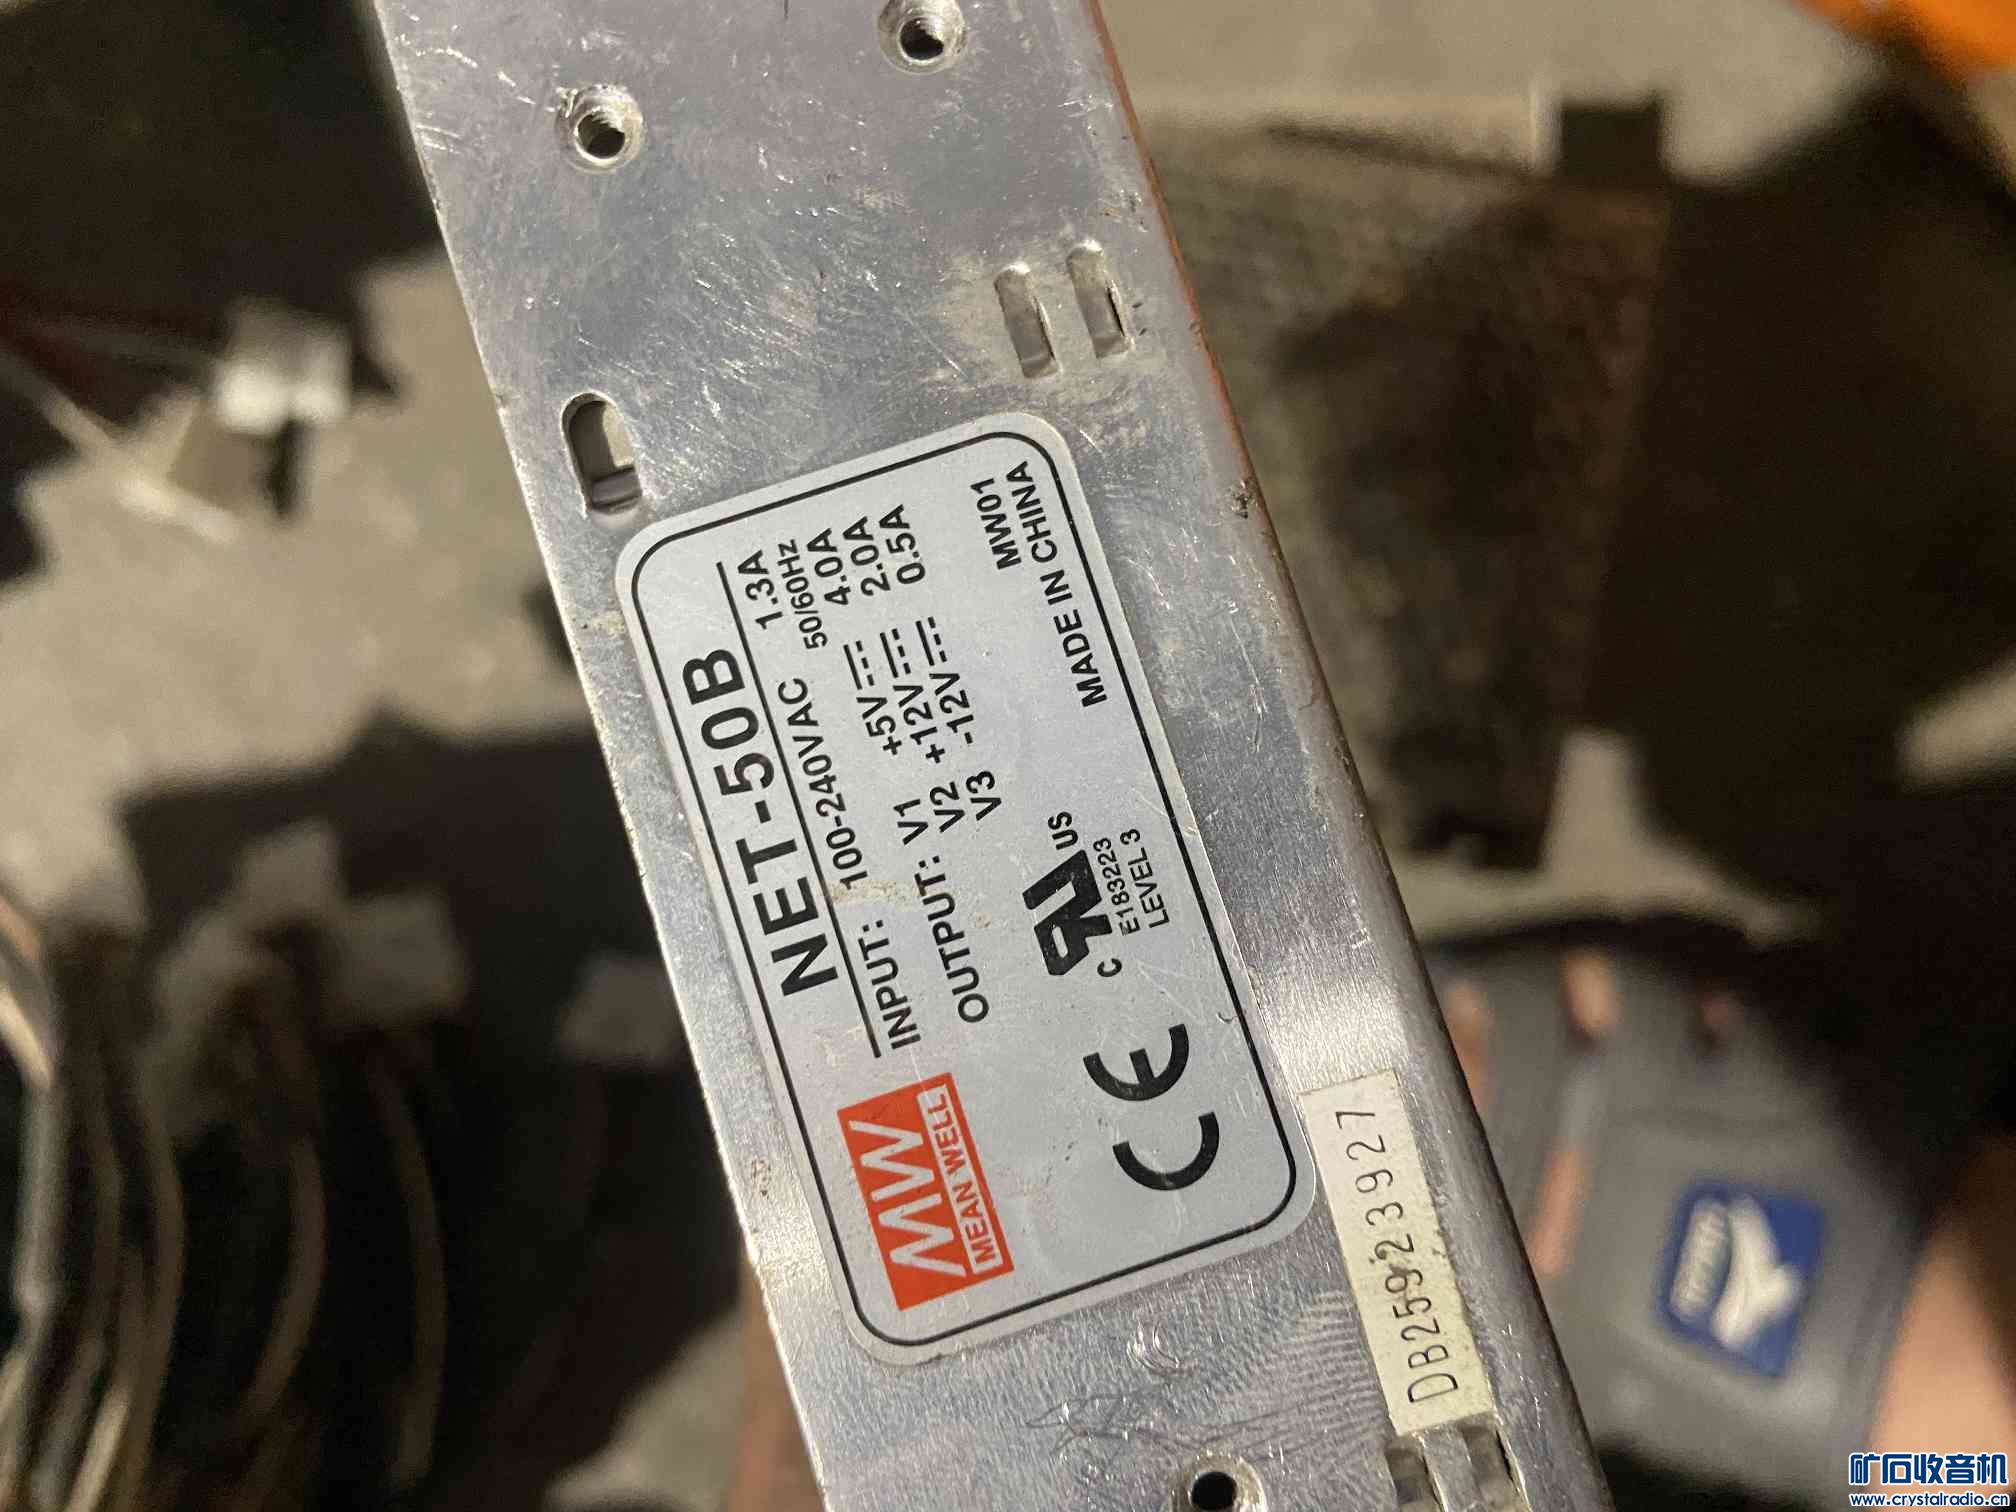 NET-50B
INPUT: 100-240VAC 1.3A
50/60Hz
OUTPUT: V1 +5V⎓ 4.0A
V2 +12V⎓ 2.0A
V3 -12V⎓ 0.5A
MW
MEAN WELL
CE
c RU US
E183223
LEVEL 3
MW01
MADE IN CHINA
DB25923927
矿石收音机
www.crystalradio.cn